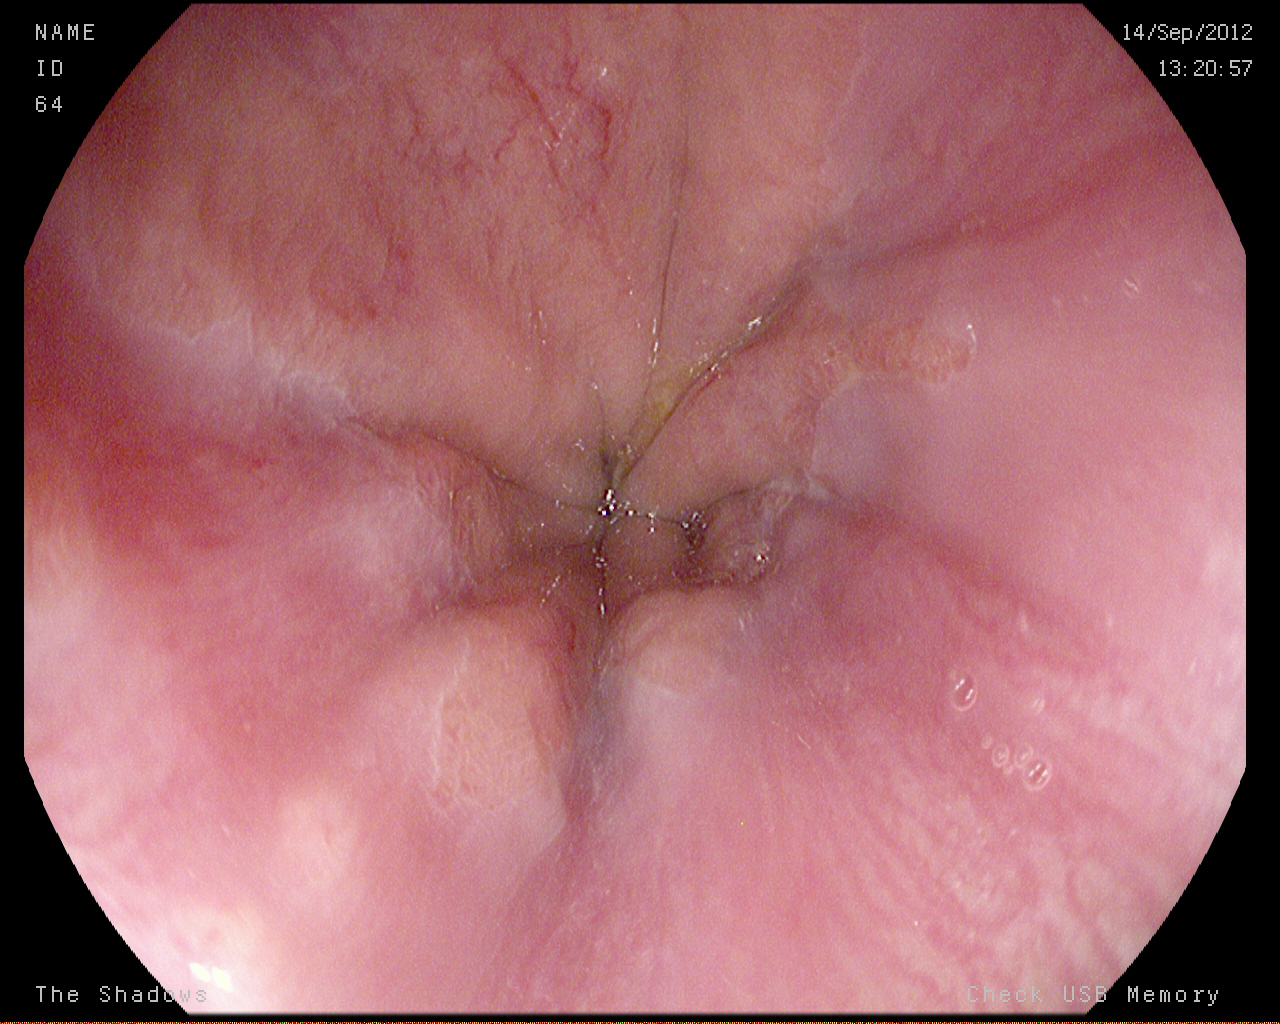 NAME
ID
64
14/Sep/2012
13:20:57
The Shadows
Check USB Memory